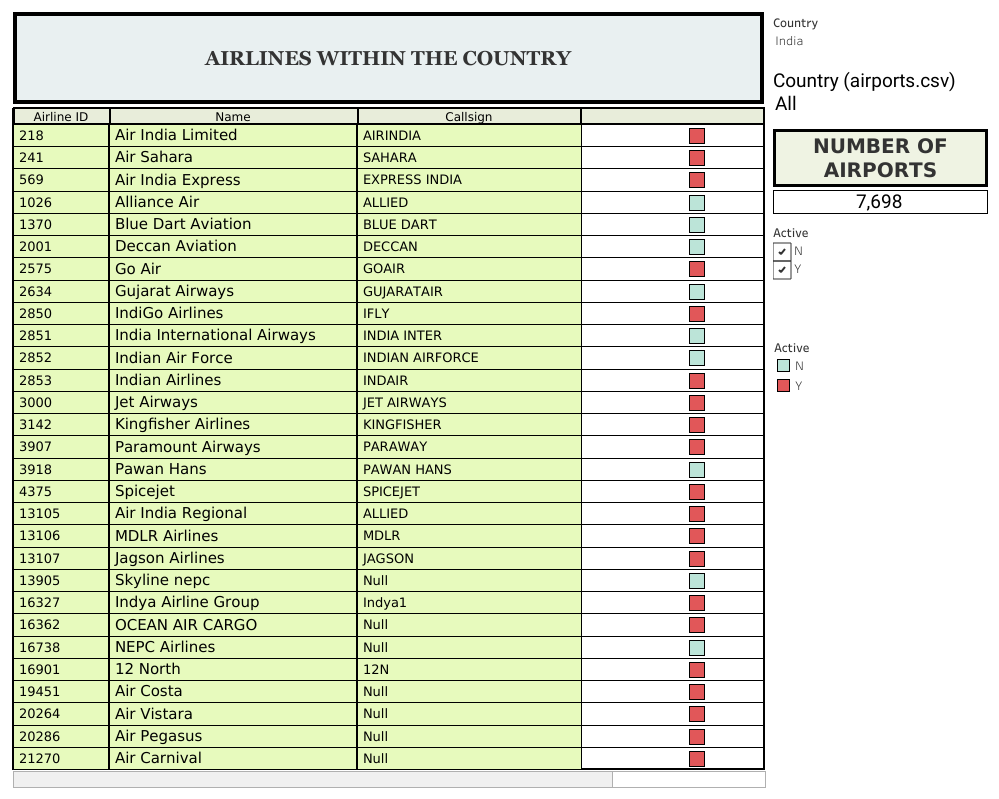 AIRLINES WITHIN THE COUNTRY
Airline ID Name Callsign
218 Air India Limited AIRINDIA
241 Air Sahara SAHARA
569 Air India Express EXPRESS INDIA
1026 Alliance Air ALLIED
1370 Blue Dart Aviation BLUE DART
2001 Deccan Aviation DECCAN
2575 Go Air GOAIR
2634 Gujarat Airways GUJARATAIR
2850 IndiGo Airlines IFLY
2851 India International Airways INDIA INTER
2852 Indian Air Force INDIAN AIRFORCE
2853 Indian Airlines INDAIR
3000 Jet Airways JET AIRWAYS
3142 Kingfisher Airlines KINGFISHER
3907 Paramount Airways PARAWAY
3918 Pawan Hans PAWAN HANS
4375 Spicejet SPICEJET
13105 Air India Regional ALLIED
13106 MDLR Airlines MDLR
13107 Jagson Airlines JAGSON
13905 Skyline nepc Null
16327 Indya Airline Group Indya1
16362 OCEAN AIR CARGO Null
16738 NEPC Airlines Null
16901 12 North 12N
19451 Air Costa Null
20264 Air Vistara Null
20286 Air Pegasus Null
21270 Air Carnival Null
Country
India
Country (airports.csv)
All
NUMBER OF
AIRPORTS
7,698
Active
N
Y
Active
N
Y